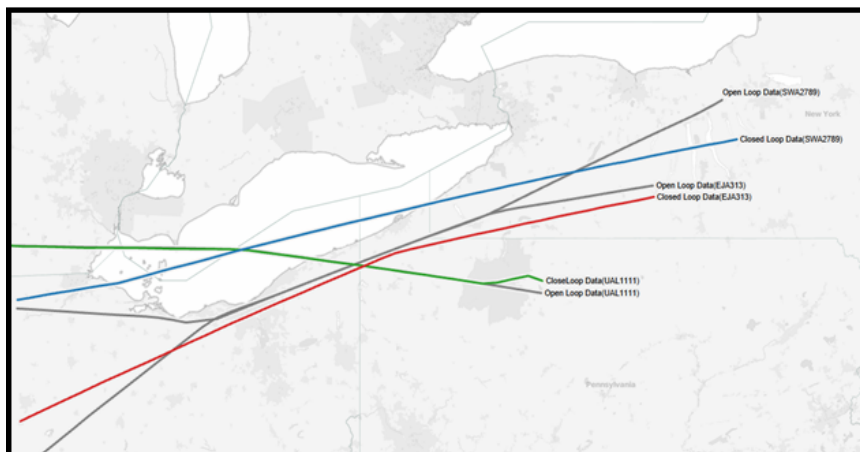 Open Loop Data(SWA2789)
New York
Closed Loop Data(SWA2789)
Open Loop Data(EJA313)
Closed Loop Data(EJA313)
CloseLoop Data(UAL1111)
Open Loop Data(UAL1111)
Pennsylvania